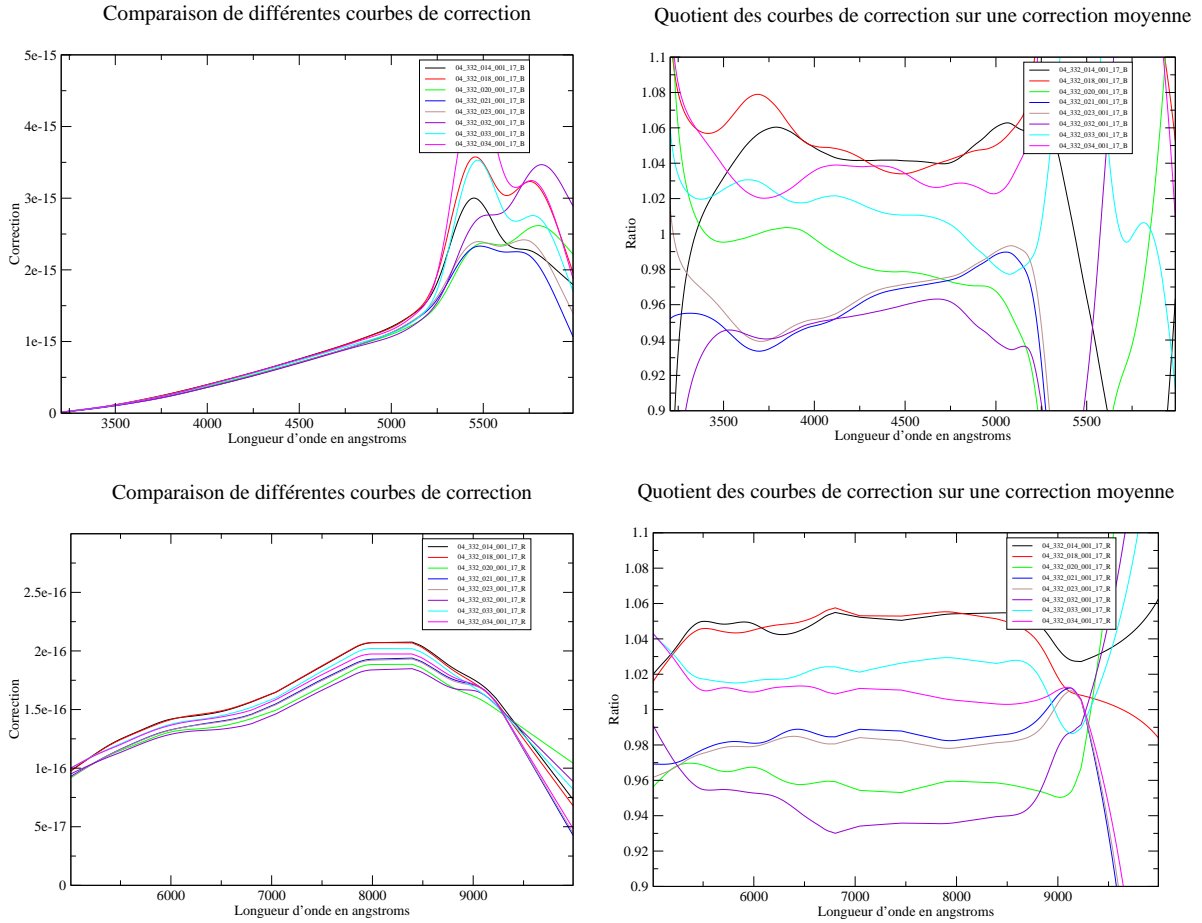 Comparaison de différentes courbes de correction
5e-15
4e-15
3e-15
2e-15
1e-15
0
Correction
04_332_014_001_17_B
04_332_018_001_17_B
04_332_020_001_17_B
04_332_021_001_17_B
04_332_023_001_17_B
04_332_032_001_17_B
04_332_033_001_17_B
04_332_034_001_17_B
3500 4000 4500 5000 5500
Longueur d'onde en angstroms
Quotient des courbes de correction sur une correction moyenne
1.1
1.08
1.06
1.04
1.02
1
0.98
0.96
0.94
0.92
0.9
Ratio
04_332_014_001_17_B
04_332_018_001_17_B
04_332_020_001_17_B
04_332_021_001_17_B
04_332_023_001_17_B
04_332_032_001_17_B
04_332_033_001_17_B
04_332_034_001_17_B
3500 4000 4500 5000 5500
Longueur d'onde en angstroms
Comparaison de différentes courbes de correction
2.5e-16
2e-16
1.5e-16
1e-16
5e-17
0
Correction
04_332_014_001_17_R
04_332_018_001_17_R
04_332_020_001_17_R
04_332_021_001_17_R
04_332_023_001_17_R
04_332_032_001_17_R
04_332_033_001_17_R
04_332_034_001_17_R
6000 7000 8000 9000
Longueur d'onde en angstroms
Quotient des courbes de correction sur une correction moyenne
1.1
1.08
1.06
1.04
1.02
1
0.98
0.96
0.94
0.92
0.9
Ratio
04_332_014_001_17_R
04_332_018_001_17_R
04_332_020_001_17_R
04_332_021_001_17_R
04_332_023_001_17_R
04_332_032_001_17_R
04_332_033_001_17_R
04_332_034_001_17_R
6000 7000 8000 9000
Longueur d'onde en angstroms